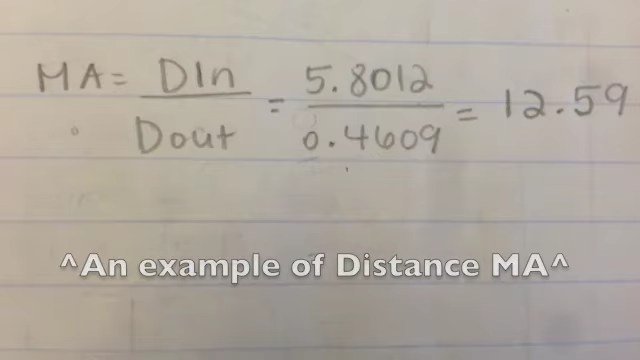 MA = DIn / Dout = 5.8012 / 0.4609 = 12.59
^An example of Distance MA^